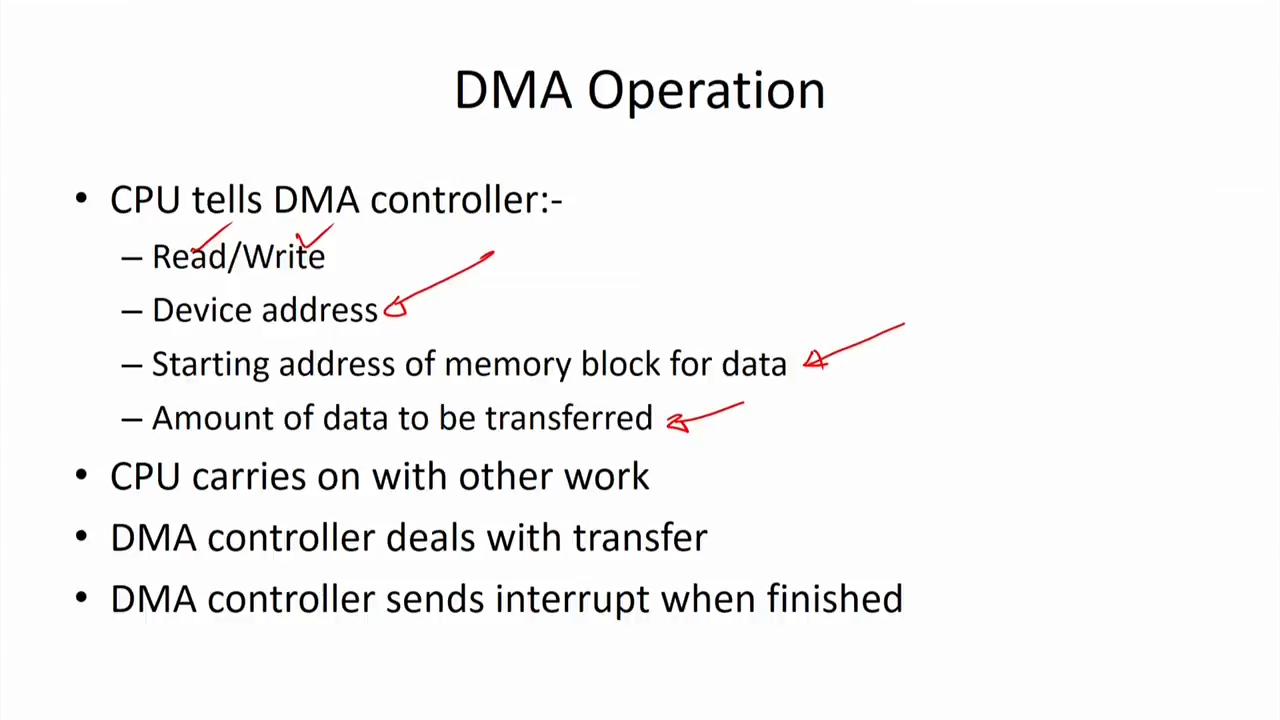 DMA Operation
• CPU tells DMA controller:-
– Read/Write
– Device address
– Starting address of memory block for data
– Amount of data to be transferred
• CPU carries on with other work
• DMA controller deals with transfer
• DMA controller sends interrupt when finished